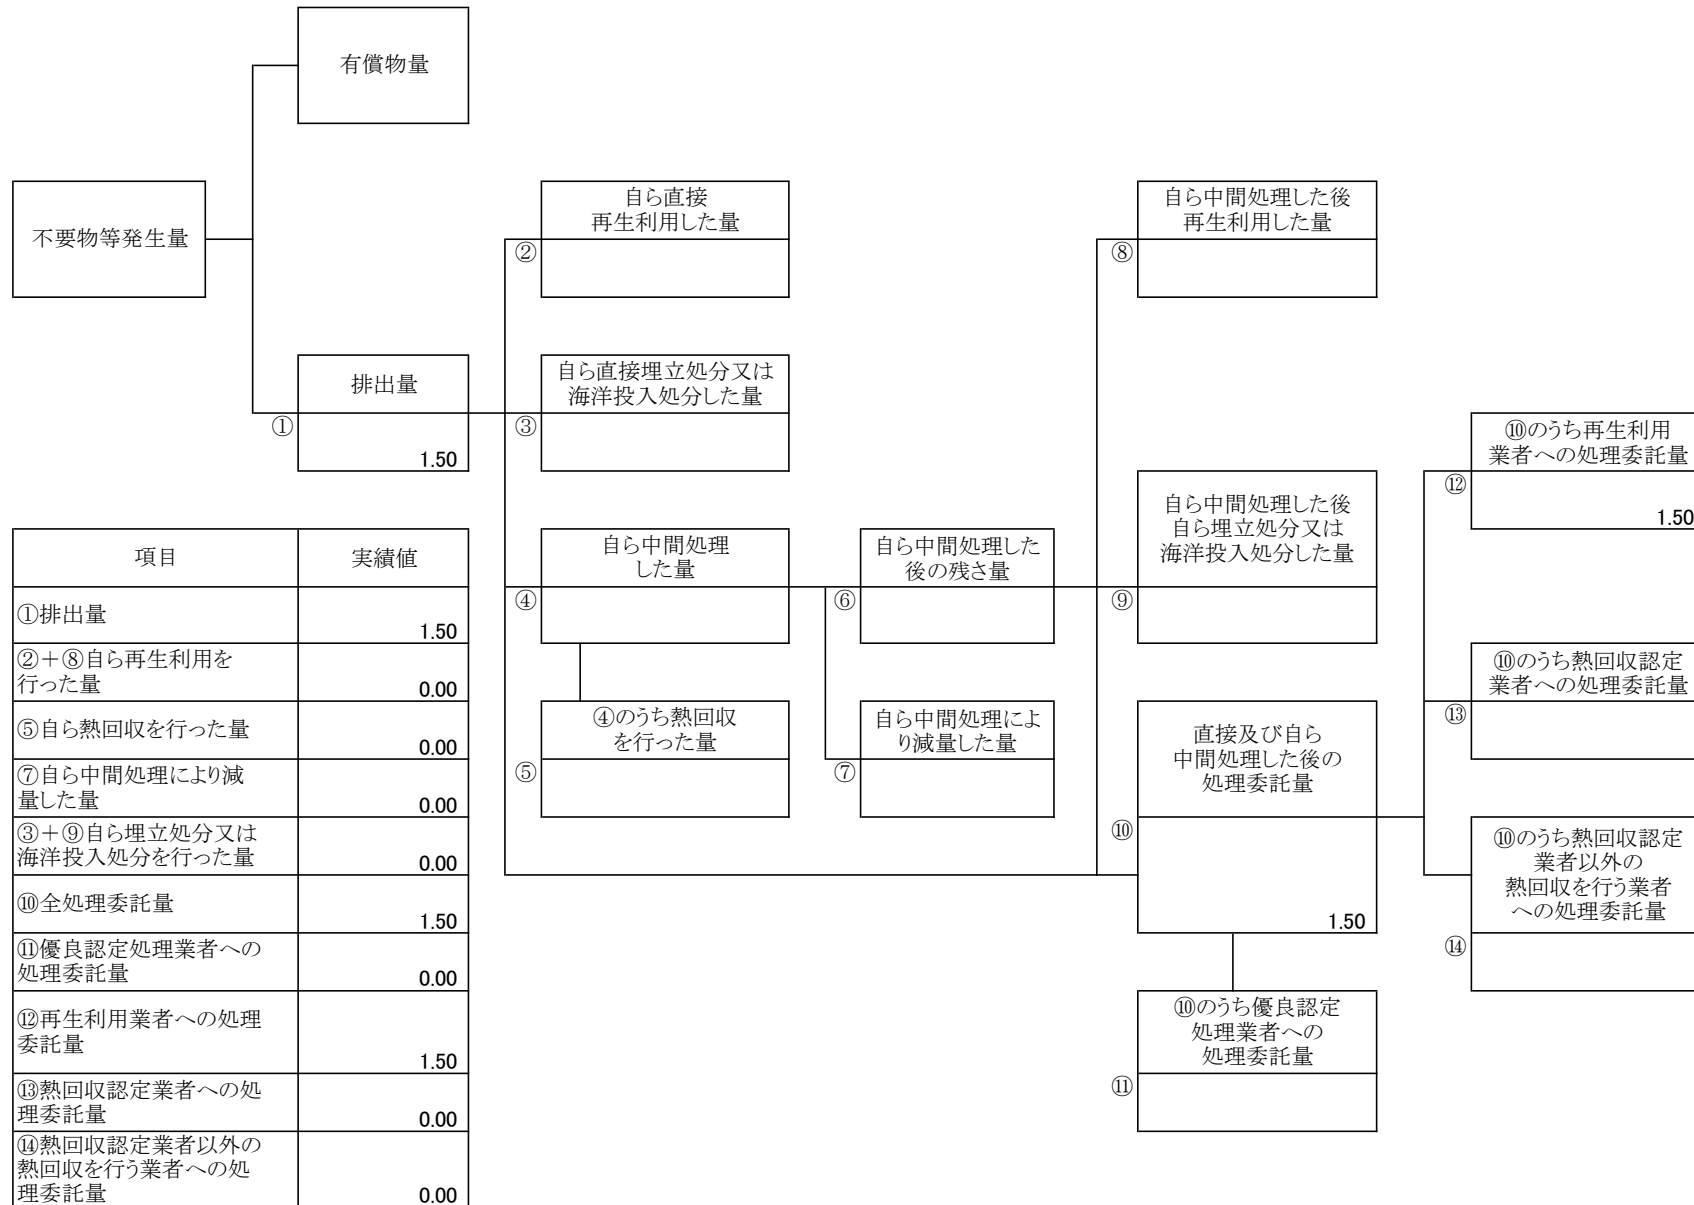 有償物量
不要物等発生量
自ら直接
再生利用した量
②
自ら中間処理した後
再生利用した量
⑧
排出量
①
1.50
自ら直接埋立処分又は
海洋投入処分した量
③
⑩のうち再生利用
業者への処理委託量
⑫
1.50
自ら中間処理
した量
④
自ら中間処理した
後の残さ量
⑥
自ら中間処理した後
自ら埋立処分又は
海洋投入処分した量
⑨
⑩のうち熱回収認定
業者への処理委託量
⑬
④のうち熱回収
を行った量
⑤
自ら中間処理によ
り減量した量
⑦
直接及び自ら
中間処理した後の
処理委託量
⑩
1.50
⑩のうち熱回収認定
業者以外の
熱回収を行う業者
への処理委託量
⑭
⑩のうち優良認定
処理業者への
処理委託量
⑪
項目 実績値
①排出量 1.50
②＋⑧自ら再生利用を
行った量 0.00
⑤自ら熱回収を行った量 0.00
⑦自ら中間処理により減
量した量 0.00
③＋⑨自ら埋立処分又は
海洋投入処分を行った量 0.00
⑩全処理委託量 1.50
⑪優良認定処理業者への
処理委託量 0.00
⑫再生利用業者への処理
委託量 1.50
⑬熱回収認定業者への処
理委託量 0.00
⑭熱回収認定業者以外の
熱回収を行う業者への処
理委託量 0.00